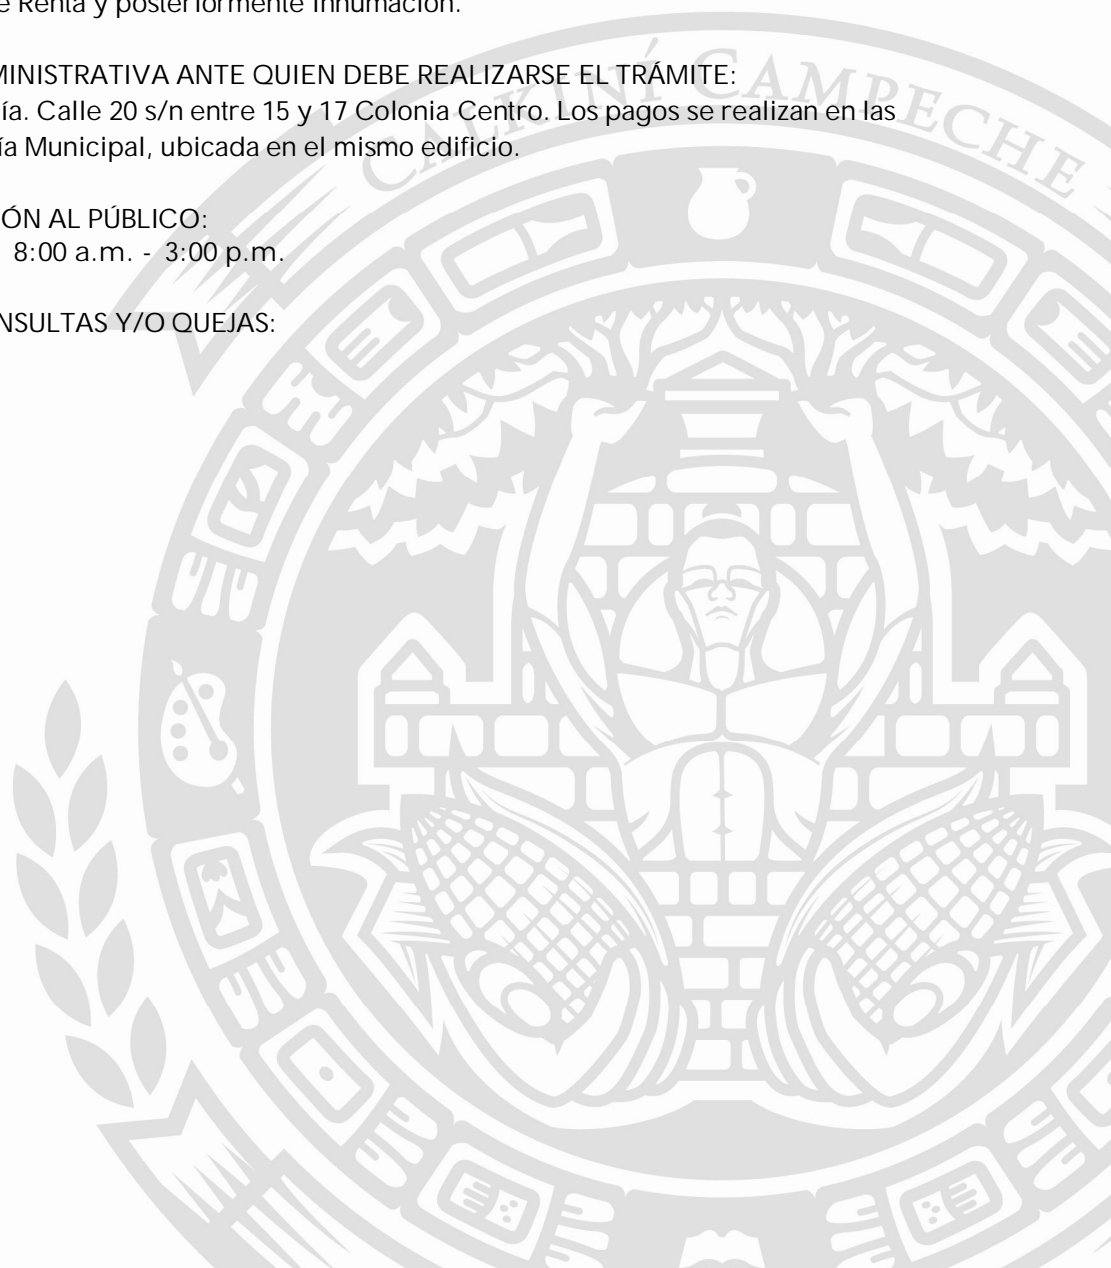 e Renta y posteriormente Inhumación.
MINISTRATIVA ANTE QUIEN DEBE REALIZARSE EL TRÁMITE:
ía. Calle 20 s/n entre 15 y 17 Colonia Centro. Los pagos se realizan en las
ía Municipal, ubicada en el mismo edificio.
ÓN AL PÚBLICO:
8:00 a.m. - 3:00 p.m.
NSULTAS Y/O QUEJAS:
CALKINÍ CAMPECHE